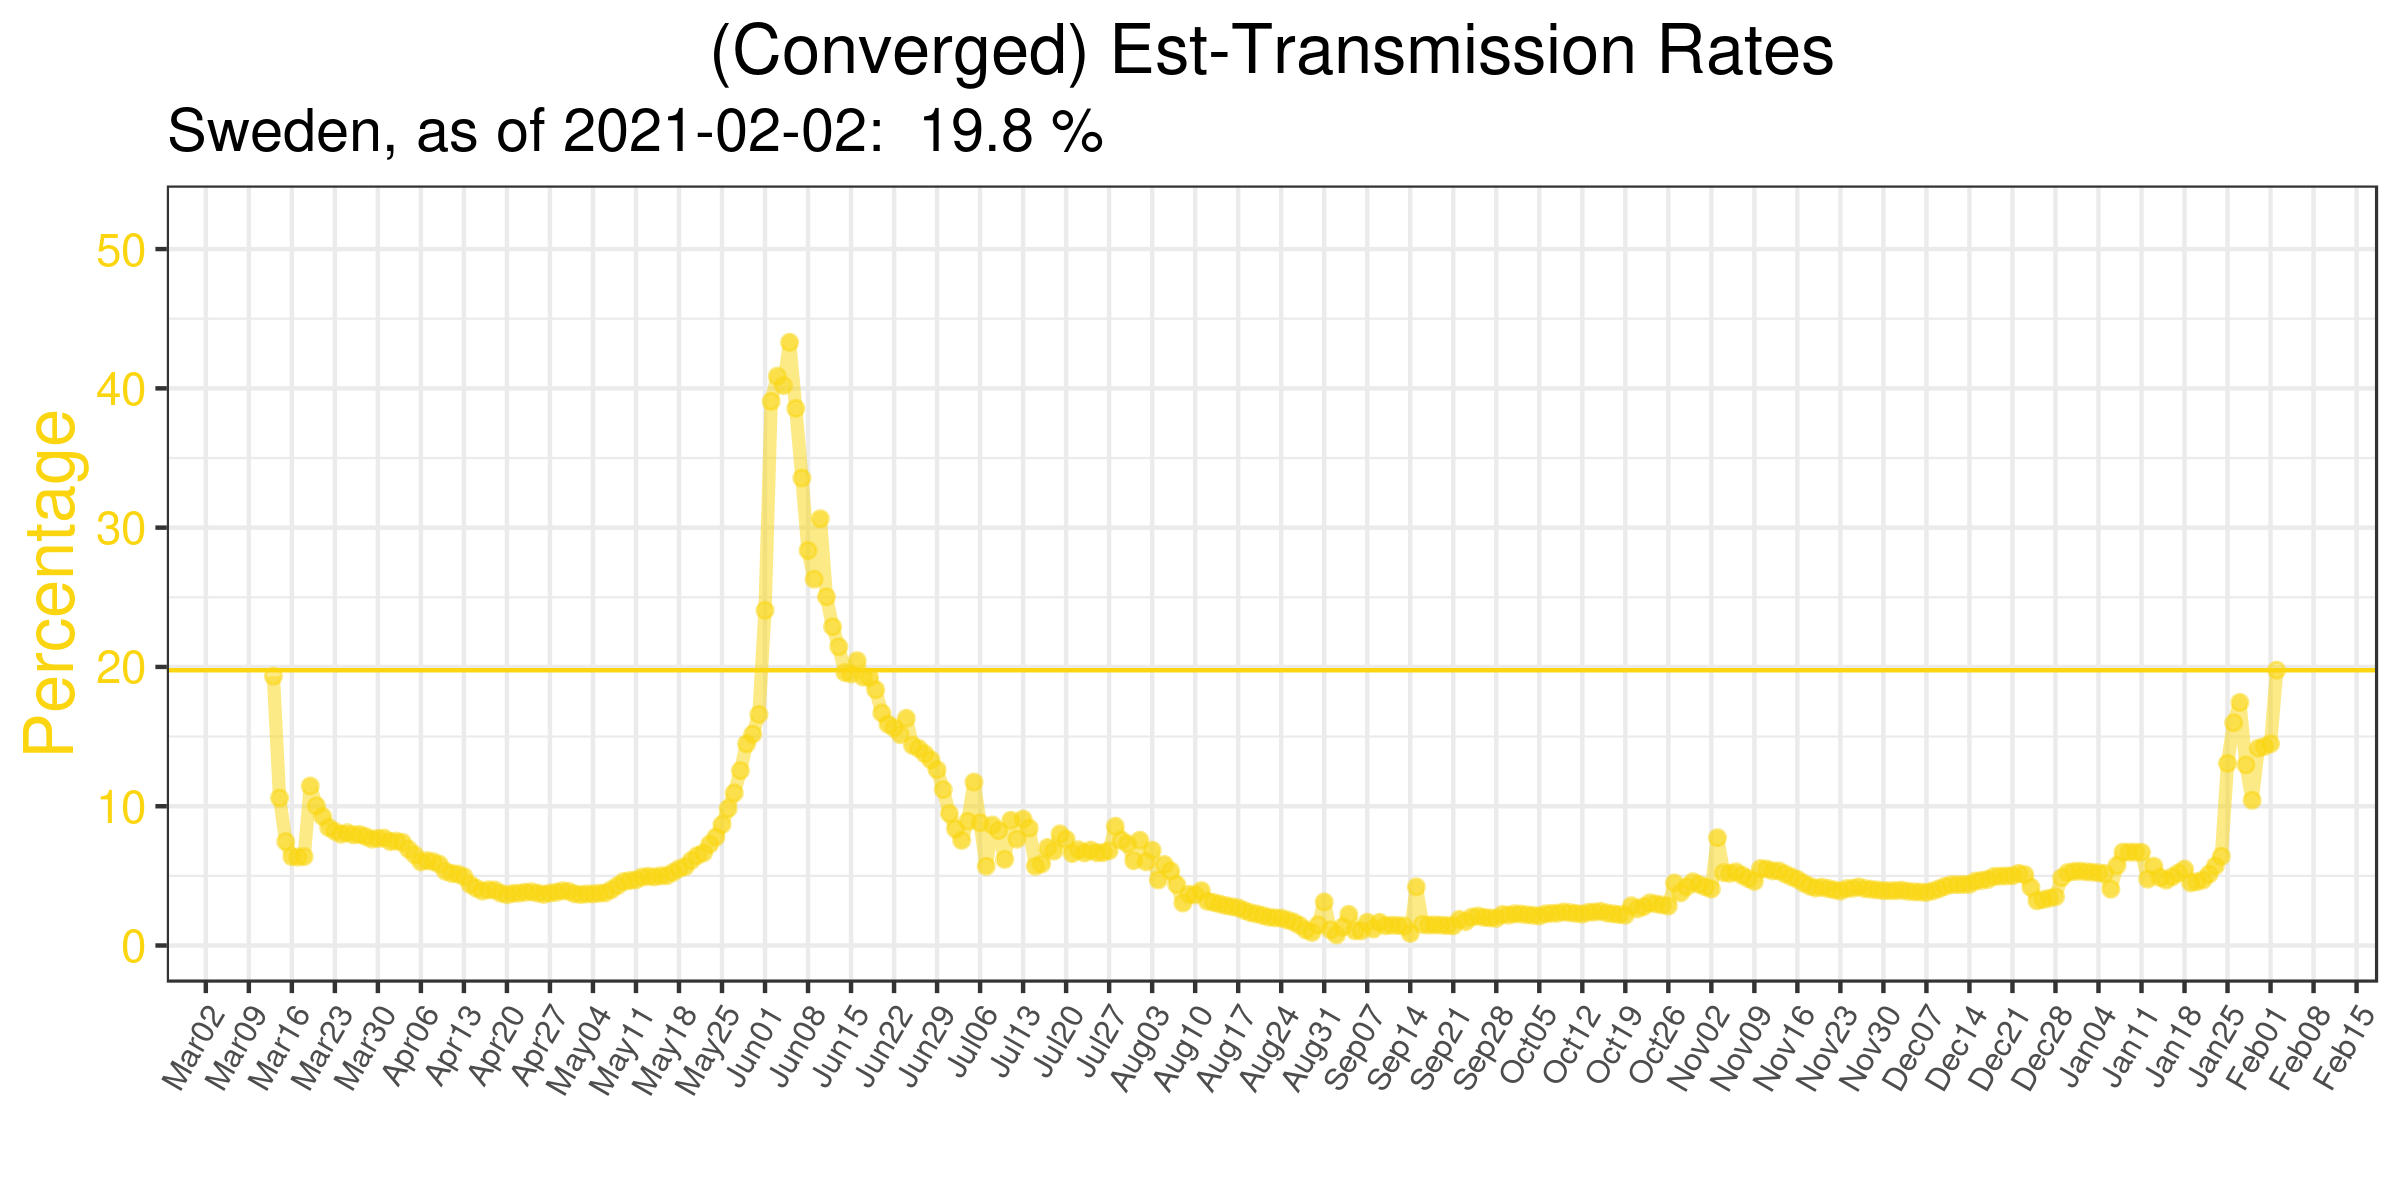 (Converged) Est-Transmission Rates
Sweden, as of 2021-02-02:  19.8 %
Percentage
50
40
30
20
10
0
Mar02
Mar09
Mar16
Mar23
Mar30
Apr06
Apr13
Apr20
Apr27
May04
May11
May18
May25
Jun01
Jun08
Jun15
Jun22
Jun29
Jul06
Jul13
Jul20
Jul27
Aug03
Aug10
Aug17
Aug24
Aug31
Sep07
Sep14
Sep21
Sep28
Oct05
Oct12
Oct19
Oct26
Nov02
Nov09
Nov16
Nov23
Nov30
Dec07
Dec14
Dec21
Dec28
Jan04
Jan11
Jan18
Jan25
Feb01
Feb08
Feb15